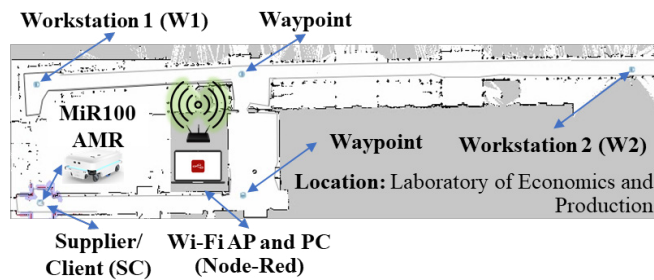 Workstation 1 (W1)
Waypoint
MiR100
AMR
Waypoint
Workstation 2 (W2)
Location: Laboratory of Economics and
Production
Supplier/
Client (SC)
Wi-Fi AP and PC
(Node-Red)